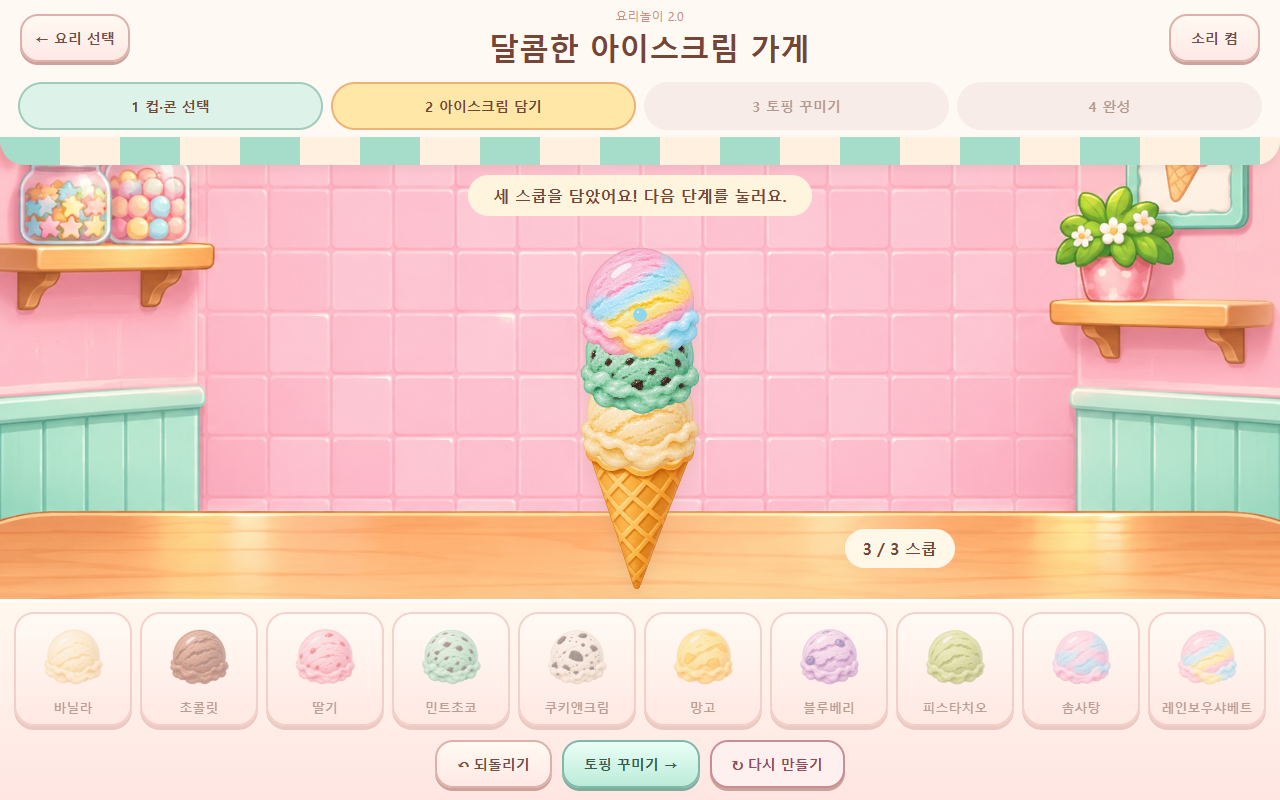 요리놀이 2.0
← 요리 선택
달콤한 아이스크림 가게
소리 켬
1 컵·콘 선택
2 아이스크림 담기
3 토핑 꾸미기
4 완성
세 스쿱을 담았어요! 다음 단계를 눌러요.
3 / 3 스쿱
바닐라
초콜릿
딸기
민트초코
쿠키앤크림
망고
블루베리
피스타치오
솜사탕
레인보우샤베트
↶ 되돌리기
토핑 꾸미기 →
↻ 다시 만들기